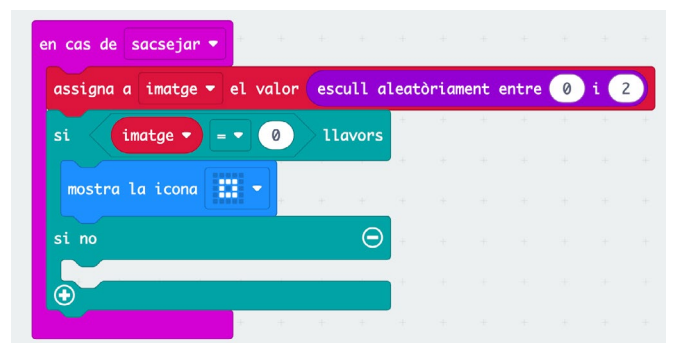 en cas de sacsejar
assigna a imatge el valor escull aleatòriament entre 0 i 2
si imatge = 0 llavors
mostra la icona
si no